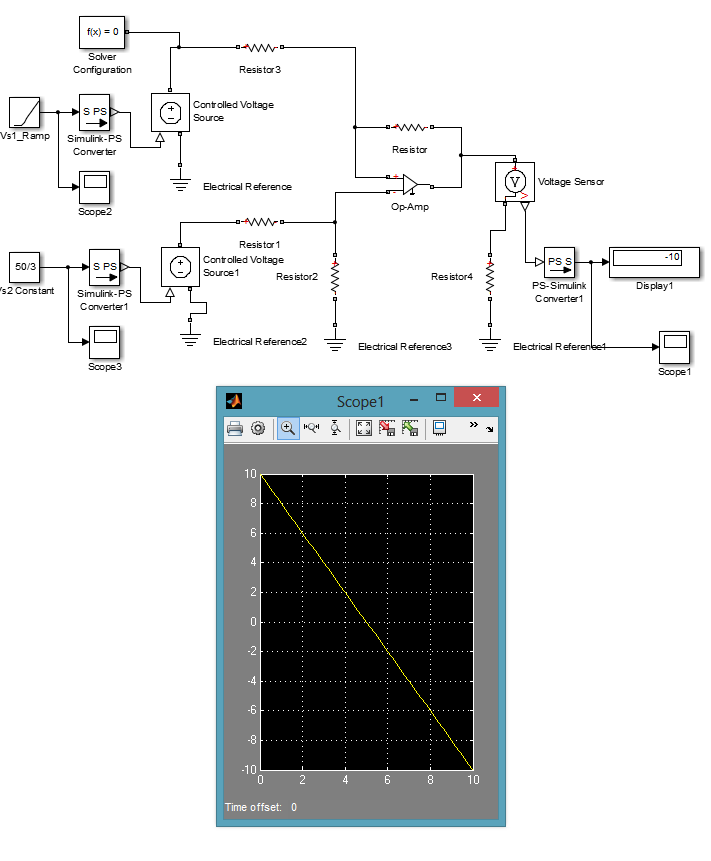 f(x) = 0
Solver
Configuration
Resistor3
Controlled Voltage
Source
S PS
Vs1_Ramp
Simulink-PS
Converter
Resistor
Scope2
Electrical Reference
+
-
Op-Amp
V
Voltage Sensor
Resistor1
50/3
S PS
Vs2 Constant
Simulink-PS
Converter1
Controlled Voltage
Source1
Resistor2
Resistor4
PS S
PS-Simulink
Converter1
-10
Display1
Scope3
Electrical Reference2
Electrical Reference3
Electrical Reference1
Scope1
Scope1
10
8
6
4
2
0
-2
-4
-6
-8
-10
0 2 4 6 8 10
Time offset: 0